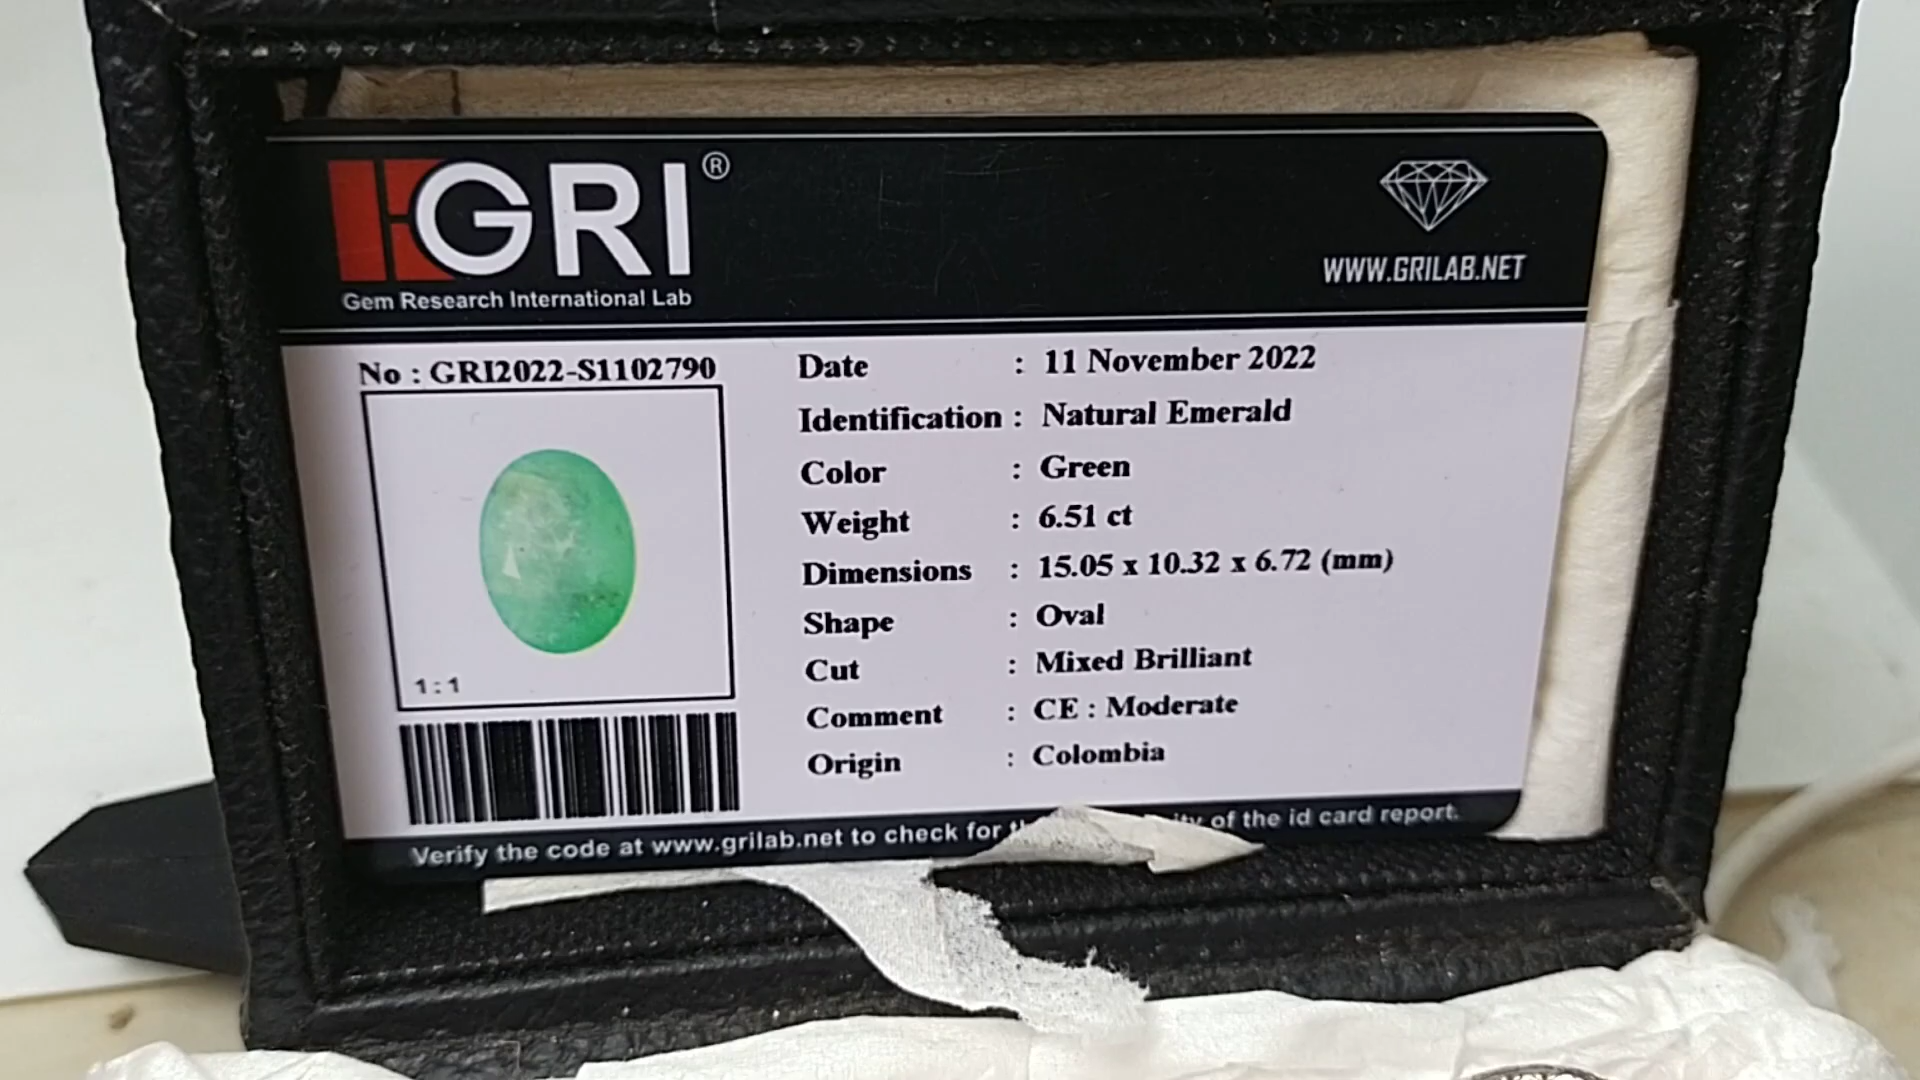 GRI®
Gem Research International Lab
WWW.GRILAB.NET
No : GRI2022-S1102790
1:1
Date : 11 November 2022
Identification : Natural Emerald
Color : Green
Weight : 6.51 ct
Dimensions : 15.05 x 10.32 x 6.72 (mm)
Shape : Oval
Cut : Mixed Brilliant
Comment : CE : Moderate
Origin : Colombia
Verify the code at www.grilab.net to check for of the id card report.